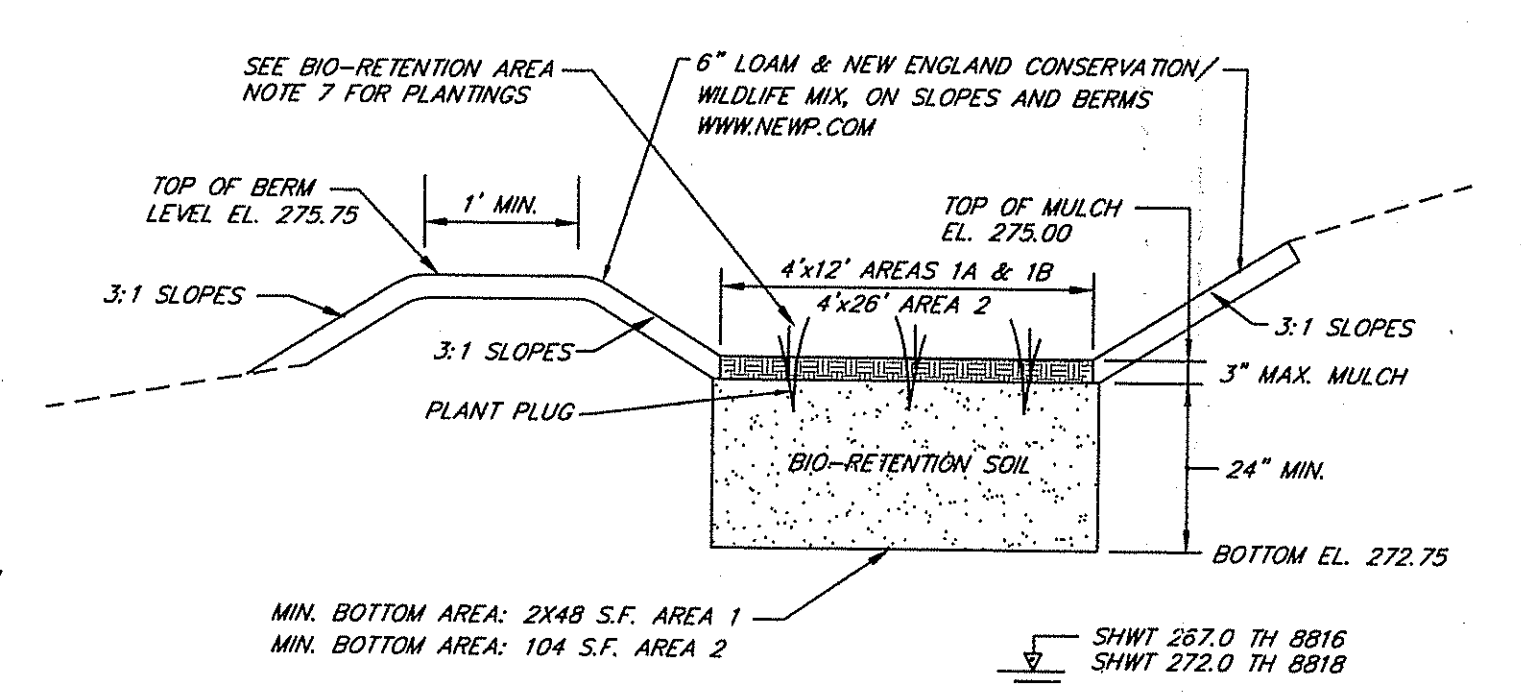 SEE BIO-RETENTION AREA
NOTE 7 FOR PLANTINGS
6" LOAM & NEW ENGLAND CONSERVATION/
WILDLIFE MIX, ON SLOPES AND BERMS
WWW.NEWP.COM
TOP OF BERM
LEVEL EL. 275.75
1' MIN.
TOP OF MULCH
EL. 275.00
3:1 SLOPES
4'x12' AREAS 1A & 1B
4'x26' AREA 2
3:1 SLOPES
3:1 SLOPES
3" MAX. MULCH
PLANT PLUG
BIO-RETENTION SOIL
24" MIN.
BOTTOM EL. 272.75
MIN. BOTTOM AREA: 2X48 S.F. AREA 1
MIN. BOTTOM AREA: 104 S.F. AREA 2
SHWT 267.0 TH 8816
SHWT 272.0 TH 8818